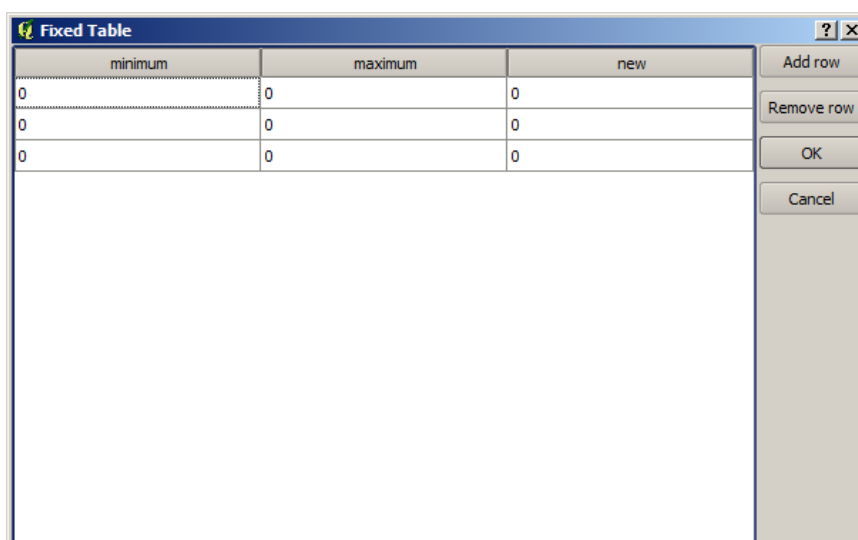 Fixed Table
minimum maximum new Add row
0 0 0
Remove row
0 0 0
0 0 0 OK
Cancel